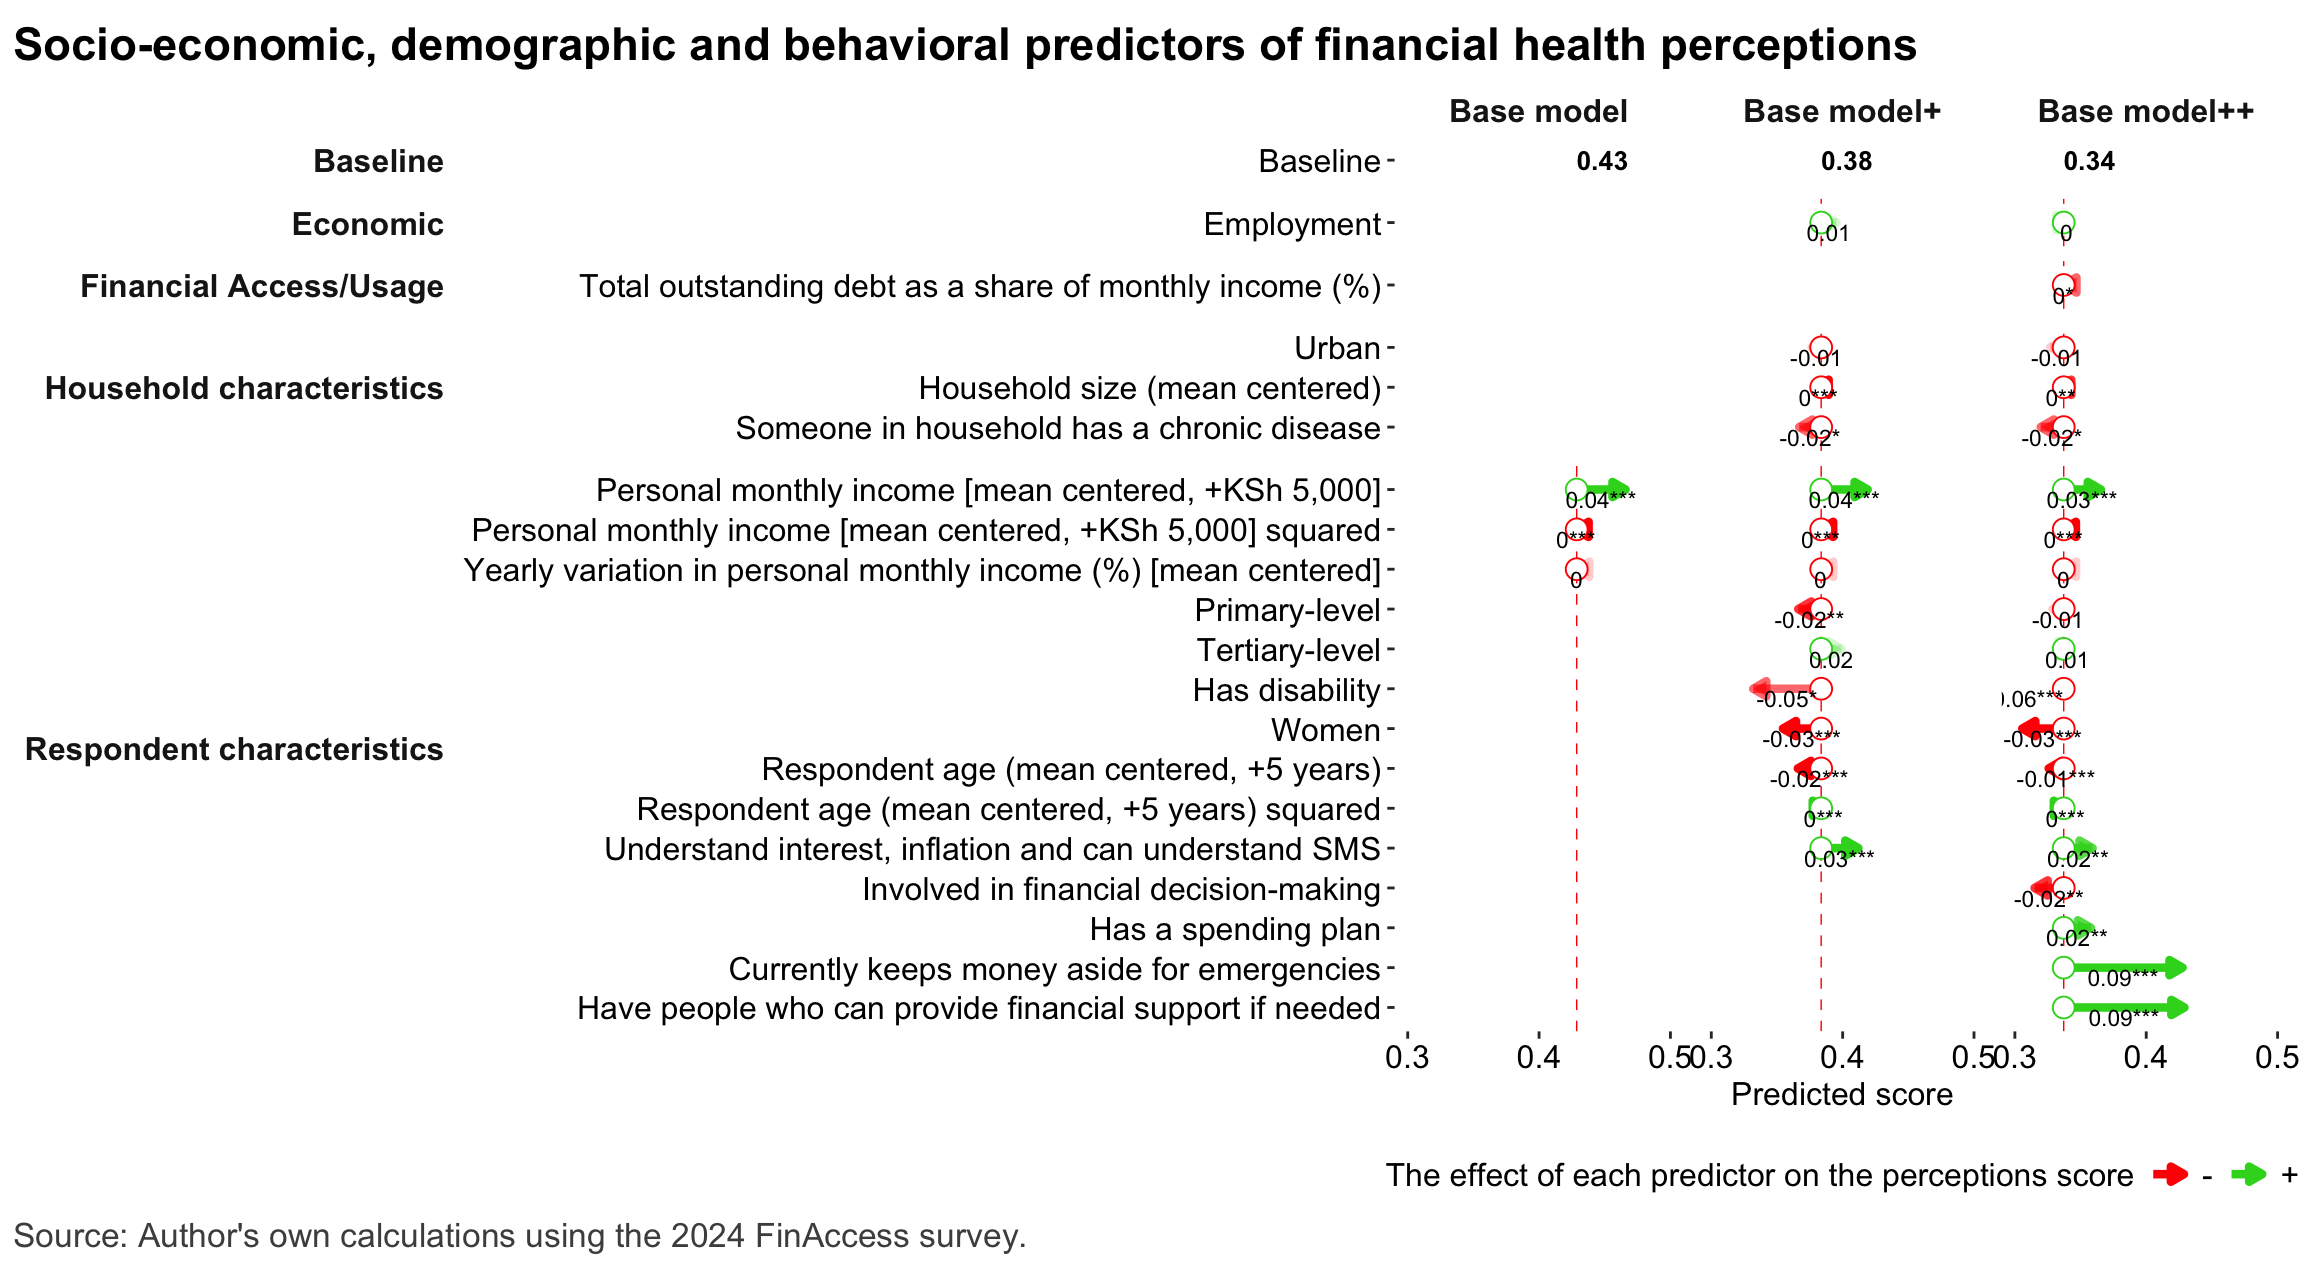 Socio-economic, demographic and behavioral predictors of financial health perceptions
Base model Base model+ Base model++
Baseline Baseline 0.43 0.38 0.34
Economic Employment 0.01 0
Financial Access/Usage Total outstanding debt as a share of monthly income (%) 0*
Urban -0.01 -0.01
Household characteristics Household size (mean centered) 0*** 0**
Someone in household has a chronic disease -0.02* -0.02*
Personal monthly income [mean centered, +KSh 5,000] 0.04*** 0.04*** 0.03***
Personal monthly income [mean centered, +KSh 5,000] squared 0*** 0*** 0***
Yearly variation in personal monthly income (%) [mean centered] 0 0 0
Primary-level -0.02** -0.01
Tertiary-level 0.02 0.01
Has disability -0.05* .06***
Women -0.03*** -0.03***
Respondent characteristics
Respondent age (mean centered, +5 years) -0.02*** -0.01***
Respondent age (mean centered, +5 years) squared 0*** 0***
Understand interest, inflation and can understand SMS 0.03*** 0.02**
Involved in financial decision-making -0.02**
Has a spending plan 0.02**
Currently keeps money aside for emergencies 0.09***
Have people who can provide financial support if needed 0.09***
0.3 0.4 0.5 0.3 0.4 0.5 0.3 0.4 0.5
Predicted score
The effect of each predictor on the perceptions score - +
Source: Author's own calculations using the 2024 FinAccess survey.